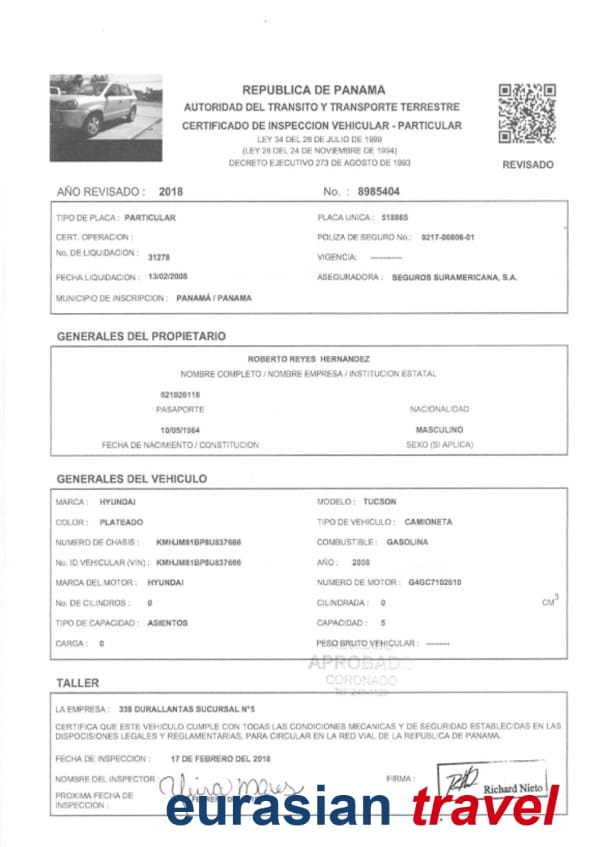 REPUBLICA DE PANAMA
AUTORIDAD DEL TRANSITO Y TRANSPORTE TERRESTRE
CERTIFICADO DE INSPECCION VEHICULAR - PARTICULAR
LEY 34 DEL 28 DE JULIO DE 1999
(LEY 26 DEL 24 DE NOVIEMBRE DE 1994)
DECRETO EJECUTIVO 273 DE AGOSTO DE 1993
REVISADO
AÑO REVISADO : 2018 No. : 8985404
TIPO DE PLACA : PARTICULAR PLACA UNICA : 518865
CERT. OPERACION : POLIZA DE SEGURO No.: 0217-00806-01
No. DE LIQUIDACION : 31278 VIGENCIA: ------------
FECHA LIQUIDACION : 13/02/2008 ASEGURADORA : SEGUROS SURAMERICANA, S.A.
MUNICIPIO DE INSCRIPCION : PANAMÁ / PANAMA
GENERALES DEL PROPIETARIO
ROBERTO REYES HERNANDEZ
NOMBRE COMPLETO / NOMBRE EMPRESA / INSTITUCION ESTATAL
521026118
PASAPORTE NACIONALIDAD
10/05/1964 MASCULINO
FECHA DE NACIMIENTO / CONSTITUCION SEXO (SI APLICA)
GENERALES DEL VEHICULO
MARCA : HYUNDAI MODELO : TUCSON
COLOR : PLATEADO TIPO DE VEHICULO : CAMIONETA
NUMERO DE CHASIS : KMHJM81BP8U837666 COMBUSTIBLE : GASOLINA
No. ID VEHICULAR (VIN) : KMHJM81BP8U837666 AÑO : 2008
MARCA DEL MOTOR : HYUNDAI NUMERO DE MOTOR : G4GC7102610
No. DE CILINDROS : 0 CILINDRADA : 0 CM3
TIPO DE CAPACIDAD : ASIENTOS CAPACIDAD : 5
CARGA : 0 PESO BRUTO VEHICULAR : --------
APROBADO
CORONADO
TALLER
LA EMPRESA : 338 DURALLANTAS SUCURSAL N°5
CERTIFICA QUE ESTE VEHICULO CUMPLE CON TODAS LAS CONDICIONES MECANICAS Y DE SEGURIDAD ESTABLECIDAS EN LAS
DISPOCISIONES LEGALES Y REGLAMENTARIAS, PARA CIRCULAR EN LA RED VIAL DE LA REPUBLICA DE PANAMA.
FECHA DE INSPECCIÓN : 17 DE FEBRERO DEL 2018
NOMBRE DEL INSPECTOR : FIRMA :
Richard Nieto
PROXIMA FECHA DE
INSPECCION :
eurasian travel